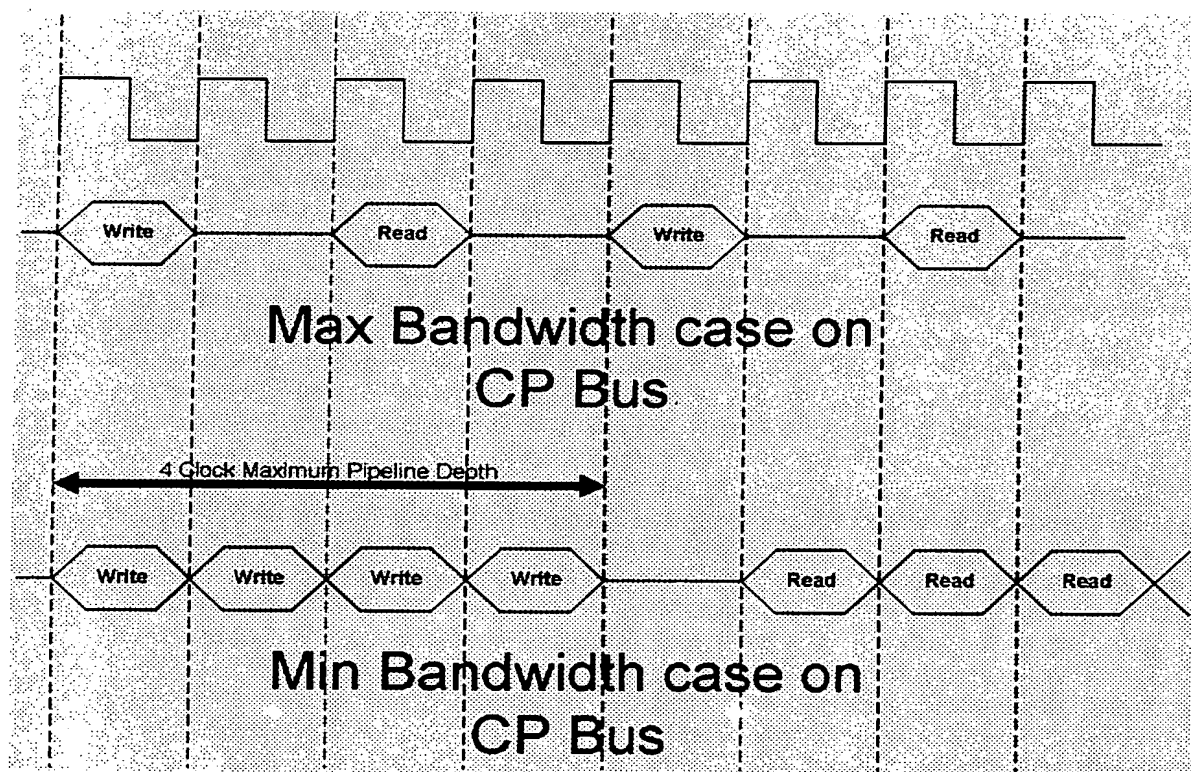 Write Read Write Read
Max Bandwidth case on
CP Bus
4 Clock Maximum Pipeline Depth
Write Write Write Write Read Read Read
Min Bandwidth case on
CP Bus